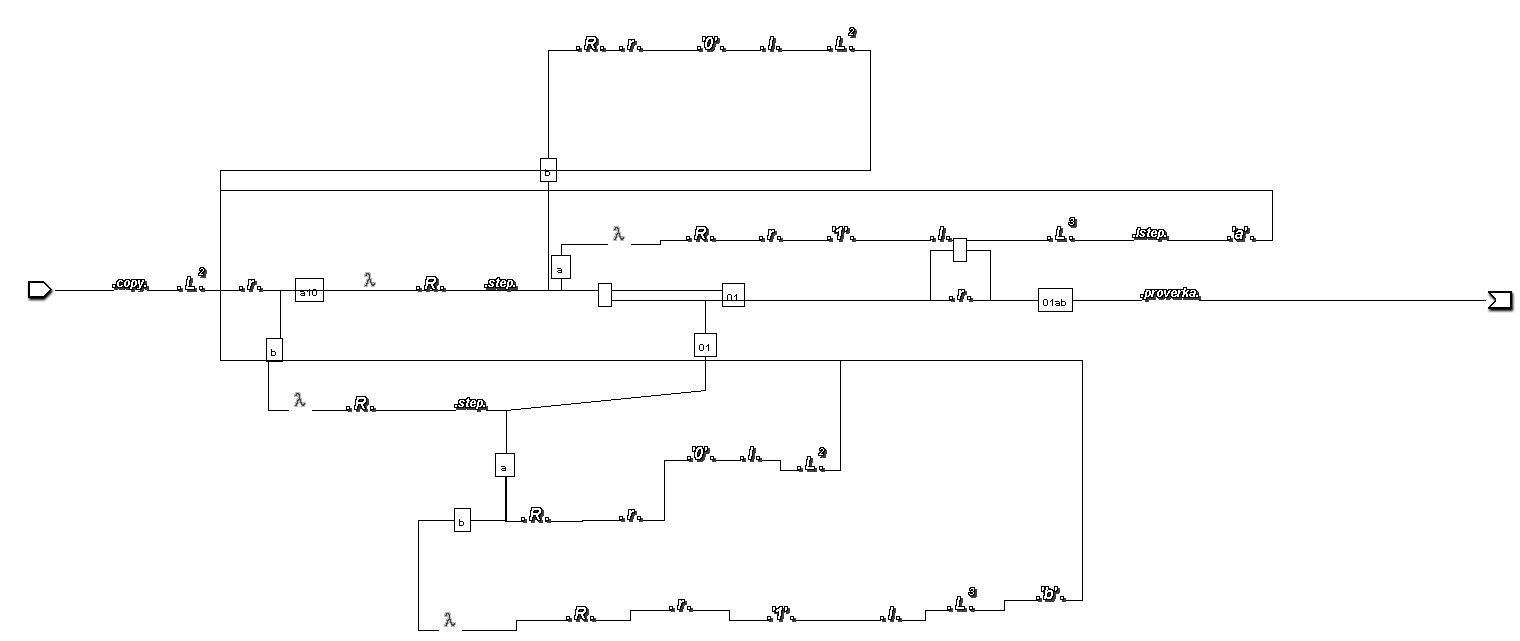 .R. .r. .'0'. .l. .L.²
b
λ .R. .r. .'1'. .l. .L.³ .lstep. .'a'.
a
.copy. .L.² .r. a10 λ .R. .step. 01 .r. 01ab .proverka.
b 01
λ .R. .step.
.'0'. .l. .L.²
a
b .R. .r.
λ .R. .r. .'1'. .l. .L.³ .'b'.